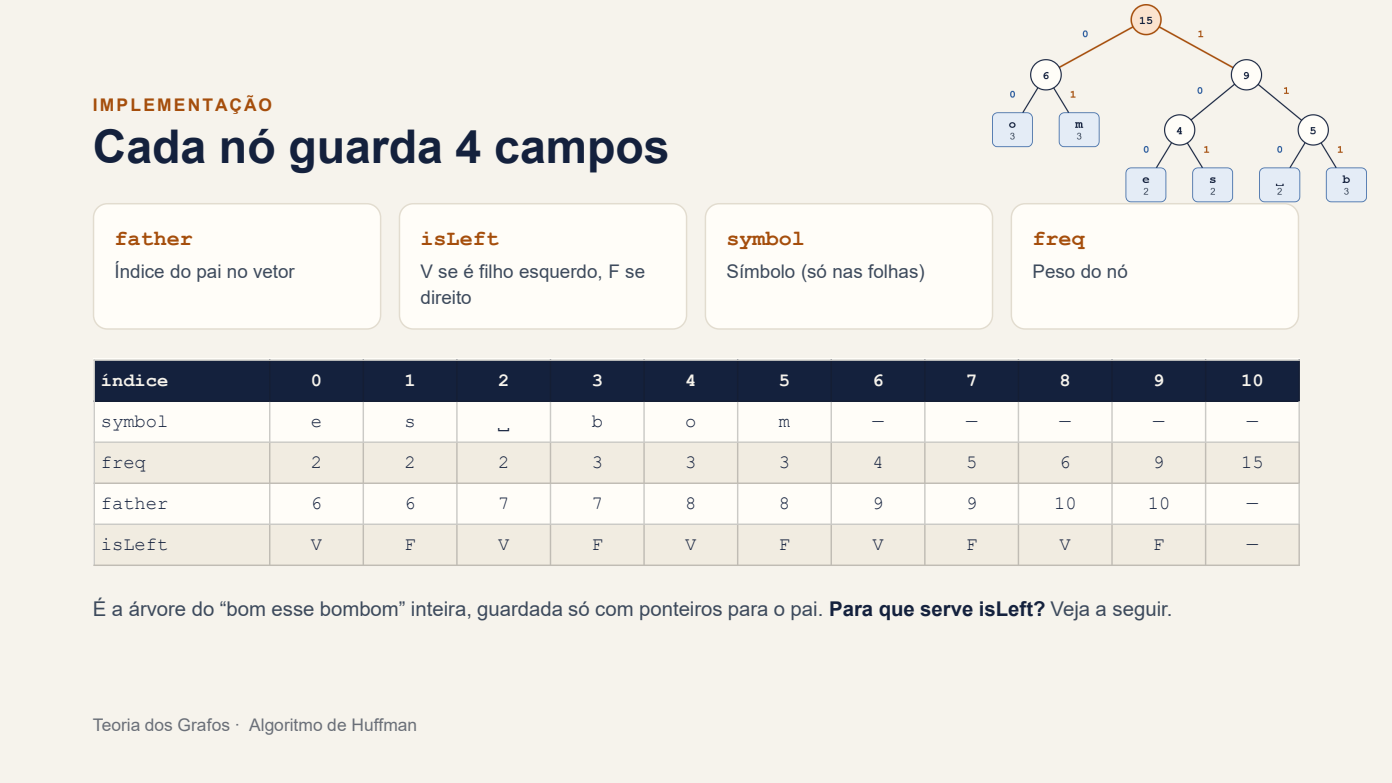 15
0 1
6 9
0 1 0 1
o m 4 5
3 3 0 1 0 1
e s ⎵ b
2 2 2 3
IMPLEMENTAÇÃO
Cada nó guarda 4 campos
father
Índice do pai no vetor
isLeft
V se é filho esquerdo, F se
direito
symbol
Símbolo (só nas folhas)
freq
Peso do nó
índice 0 1 2 3 4 5 6 7 8 9 10
symbol e s ⎵ b o m — — — — —
freq 2 2 2 3 3 3 4 5 6 9 15
father 6 6 7 7 8 8 9 9 10 10 —
isLeft V F V F V F V F V F —
É a árvore do “bom esse bombom” inteira, guardada só com ponteiros para o pai. Para que serve isLeft? Veja a seguir.
Teoria dos Grafos · Algoritmo de Huffman